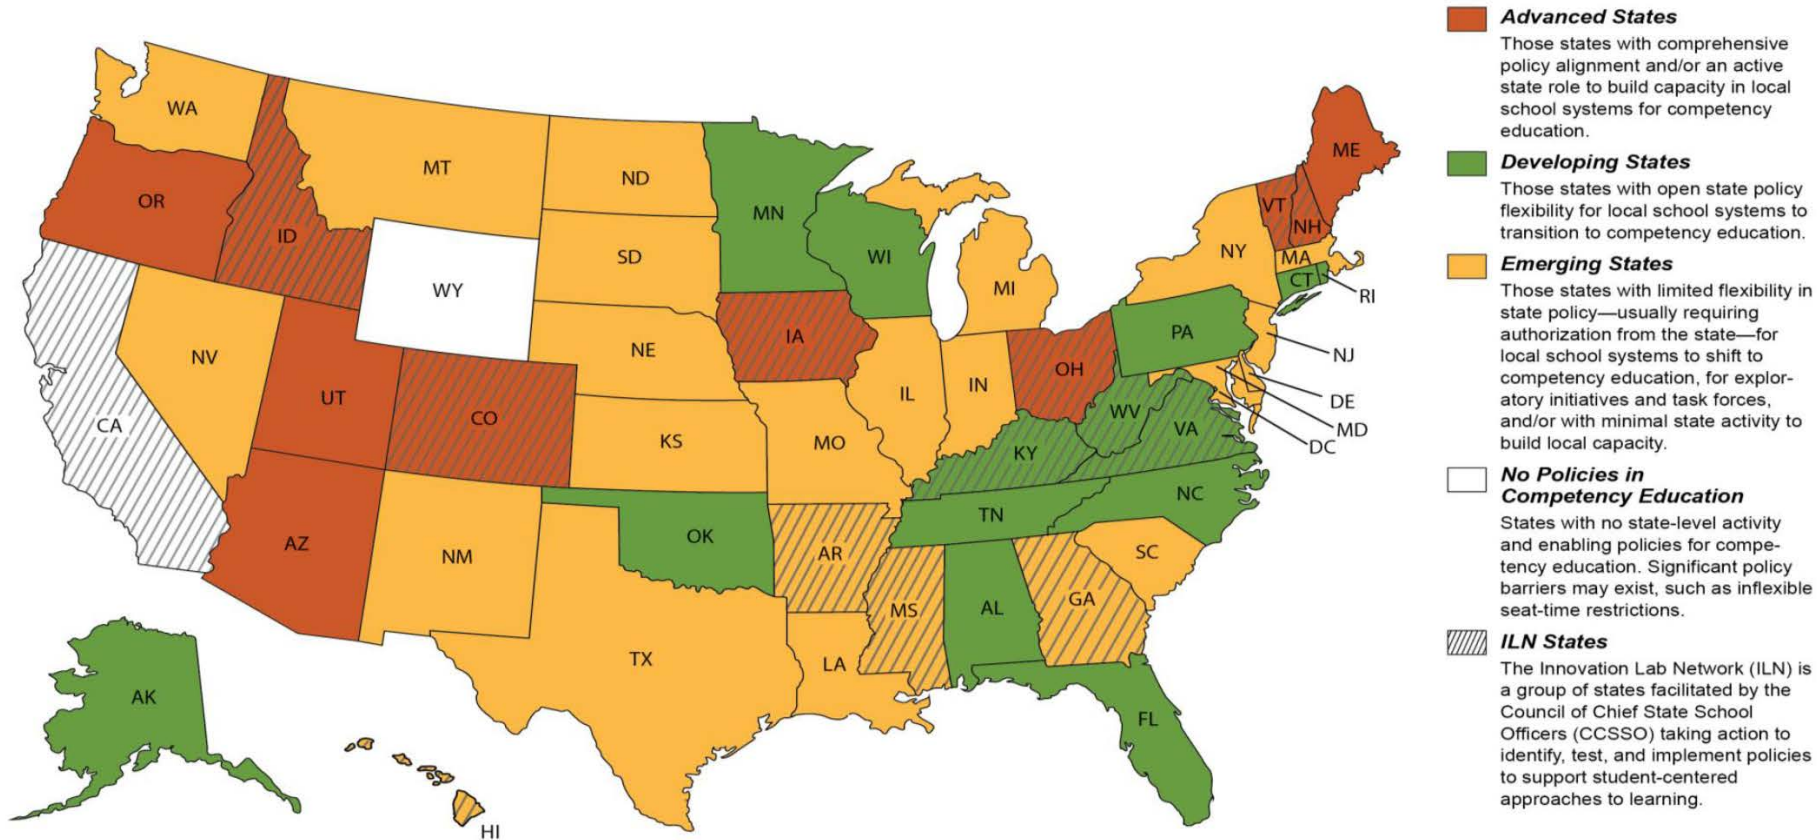 WA
OR
ID
MT
ND
SD
WY
NE
NV
UT
CO
KS
CA
AZ
NM
OK
TX
MN
WI
IA
MI
IL
IN
OH
MO
AR
LA
MS
AL
GA
FL
SC
NC
TN
KY
WV
VA
PA
NY
VT
NH
ME
MA
CT
RI
NJ
DE
MD
DC
AK
HI
Advanced States
Those states with comprehensive
policy alignment and/or an active
state role to build capacity in local
school systems for competency
education.
Developing States
Those states with open state policy
flexibility for local school systems to
transition to competency education.
Emerging States
Those states with limited flexibility in
state policy—usually requiring
authorization from the state—for
local school systems to shift to
competency education, for explor-
atory initiatives and task forces,
and/or with minimal state activity to
build local capacity.
No Policies in
Competency Education
States with no state-level activity
and enabling policies for compe-
tency education. Significant policy
barriers may exist, such as inflexible
seat-time restrictions.
ILN States
The Innovation Lab Network (ILN) is
a group of states facilitated by the
Council of Chief State School
Officers (CCSSO) taking action to
identify, test, and implement policies
to support student-centered
approaches to learning.